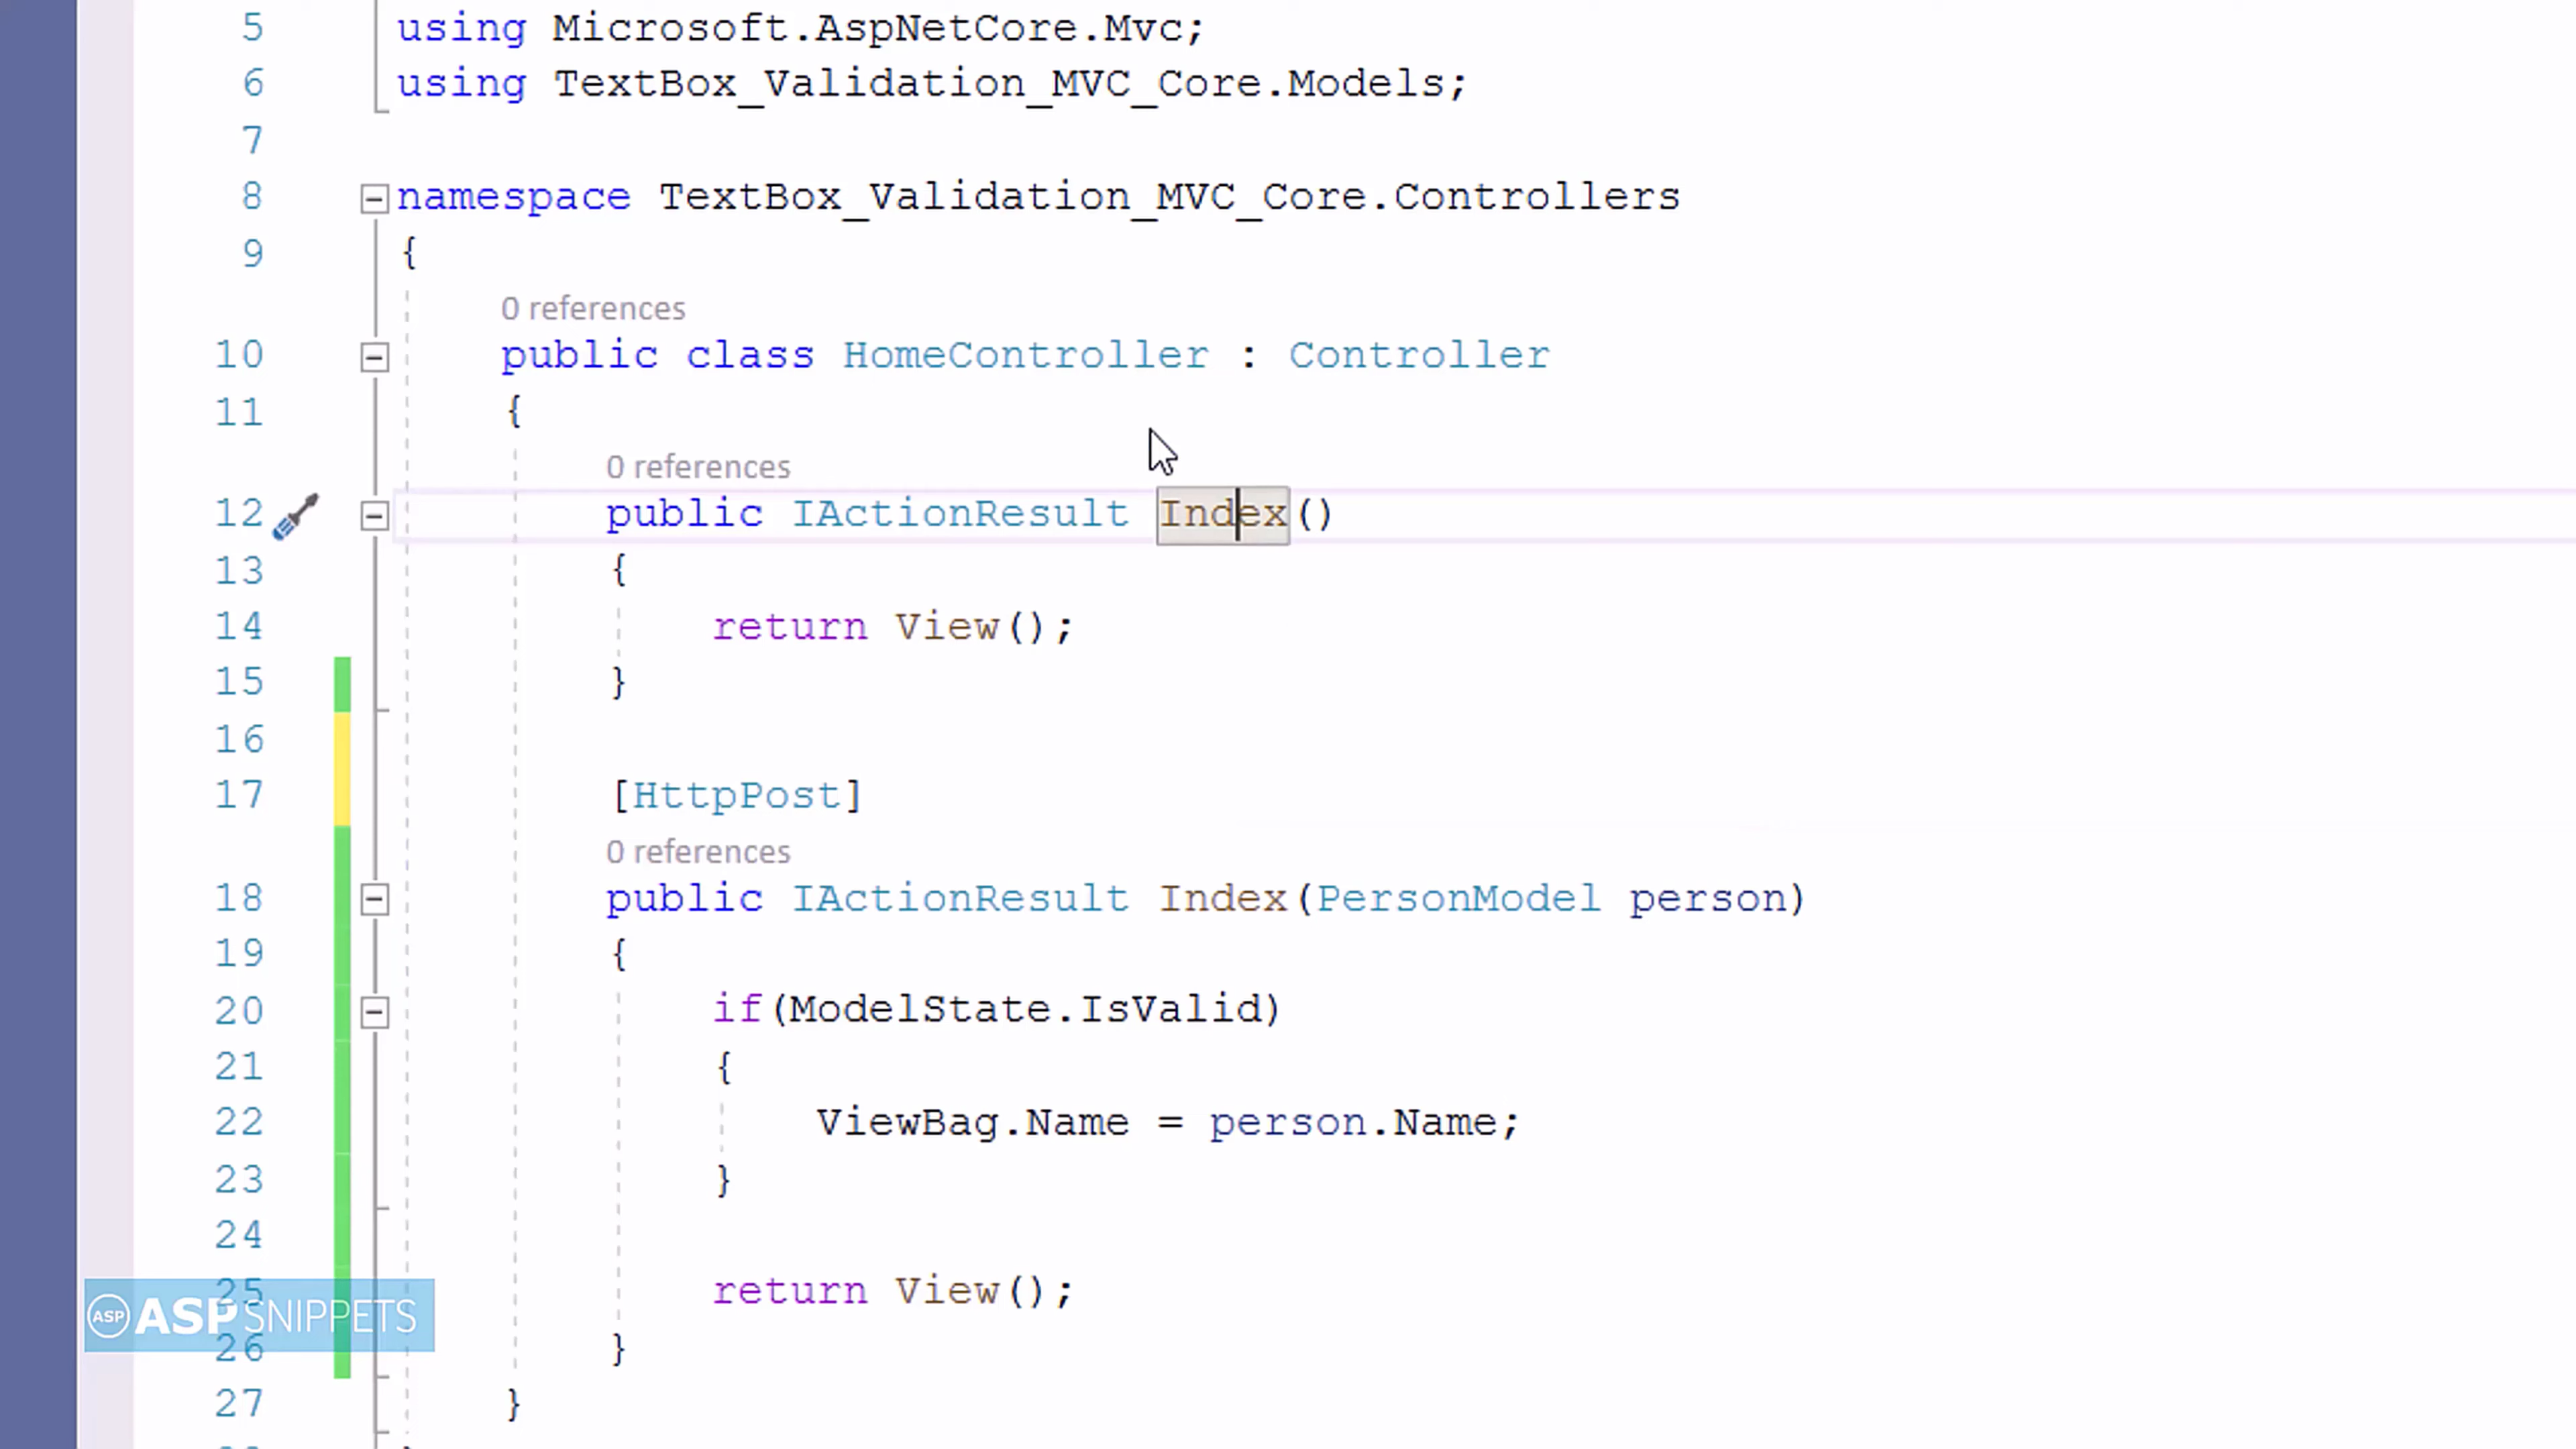 5 using Microsoft.AspNetCore.Mvc;
6 using TextBox_Validation_MVC_Core.Models;
7
8 namespace TextBox_Validation_MVC_Core.Controllers
9 {
0 references
10 public class HomeController : Controller
11 {
0 references
12 public IActionResult Index()
13 {
14 return View();
15 }
16
17 [HttpPost]
0 references
18 public IActionResult Index(PersonModel person)
19 {
20 if(ModelState.IsValid)
21 {
22 ViewBag.Name = person.Name;
23 }
24
25 return View();
ASP ASPSNIPPETS
26 }
27 }